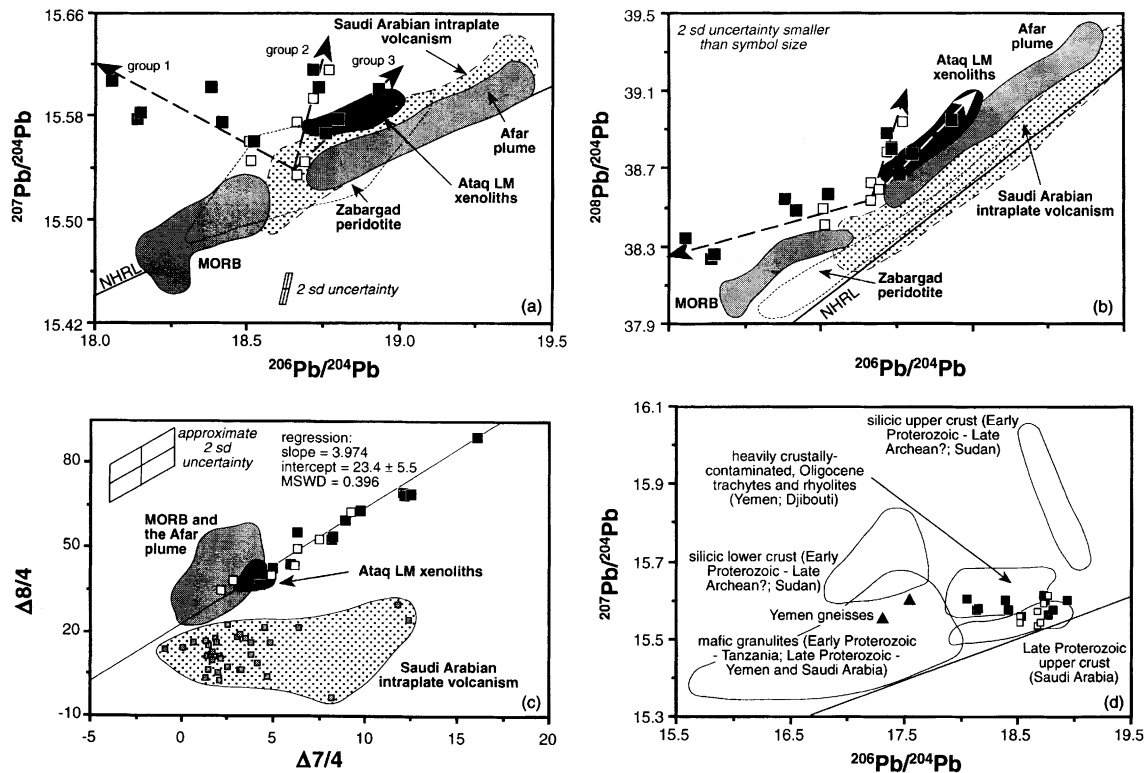 15.66
15.58
15.50
15.42
²⁰⁷Pb/²⁰⁴Pb
Saudi Arabian
intraplate volcanism
group 1
group 2
group 3
Afar
plume
Ataq LM
xenoliths
Zabargad
peridotite
MORB
NHRL
2 sd uncertainty
(a)
18.0
18.5
19.0
19.5
²⁰⁶Pb/²⁰⁴Pb
39.5
39.1
38.7
38.3
37.9
²⁰⁸Pb/²⁰⁴Pb
2 sd uncertainty smaller
than symbol size
Afar
plume
Ataq LM
xenoliths
Saudi Arabian
intraplate volcanism
Zabargad
peridotite
MORB
NHRL
(b)
²⁰⁶Pb/²⁰⁴Pb
80
50
20
-10
Δ8/4
approximate
2 sd
uncertainty
regression:
slope = 3.974
intercept = 23.4 ± 5.5
MSWD = 0.396
MORB and
the Afar
plume
Ataq LM xenoliths
Saudi Arabian
intraplate volcanism
(c)
-5
0
5
10
15
20
Δ7/4
16.1
15.9
15.7
15.5
15.3
²⁰⁷Pb/²⁰⁴Pb
silicic upper crust (Early
Proterozoic - Late
Archean?; Sudan)
heavily crustally-
contaminated, Oligocene
trachytes and rhyolites
(Yemen; Djibouti)
silicic lower crust (Early
Proterozoic - Late
Archean?; Sudan)
Yemen gneisses
mafic granulites (Early Proterozoic
- Tanzania; Late Proterozoic -
Yemen and Saudi Arabia)
Late Proterozoic
upper crust
(Saudi Arabia)
(d)
15.5
16.5
17.5
18.5
19.5
²⁰⁶Pb/²⁰⁴Pb